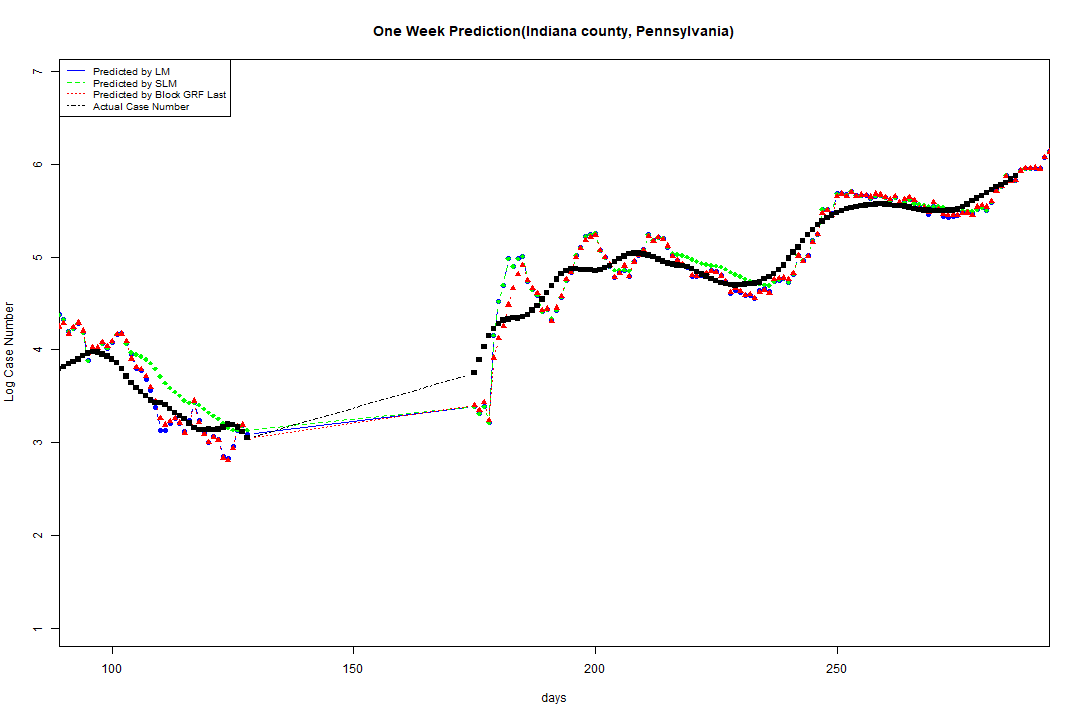 One Week Prediction(Indiana county, Pennsylvania)
Predicted by LM
Predicted by SLM
Predicted by Block GRF Last
Actual Case Number
Log Case Number
7
6
5
4
3
2
1
100 150 200 250
days